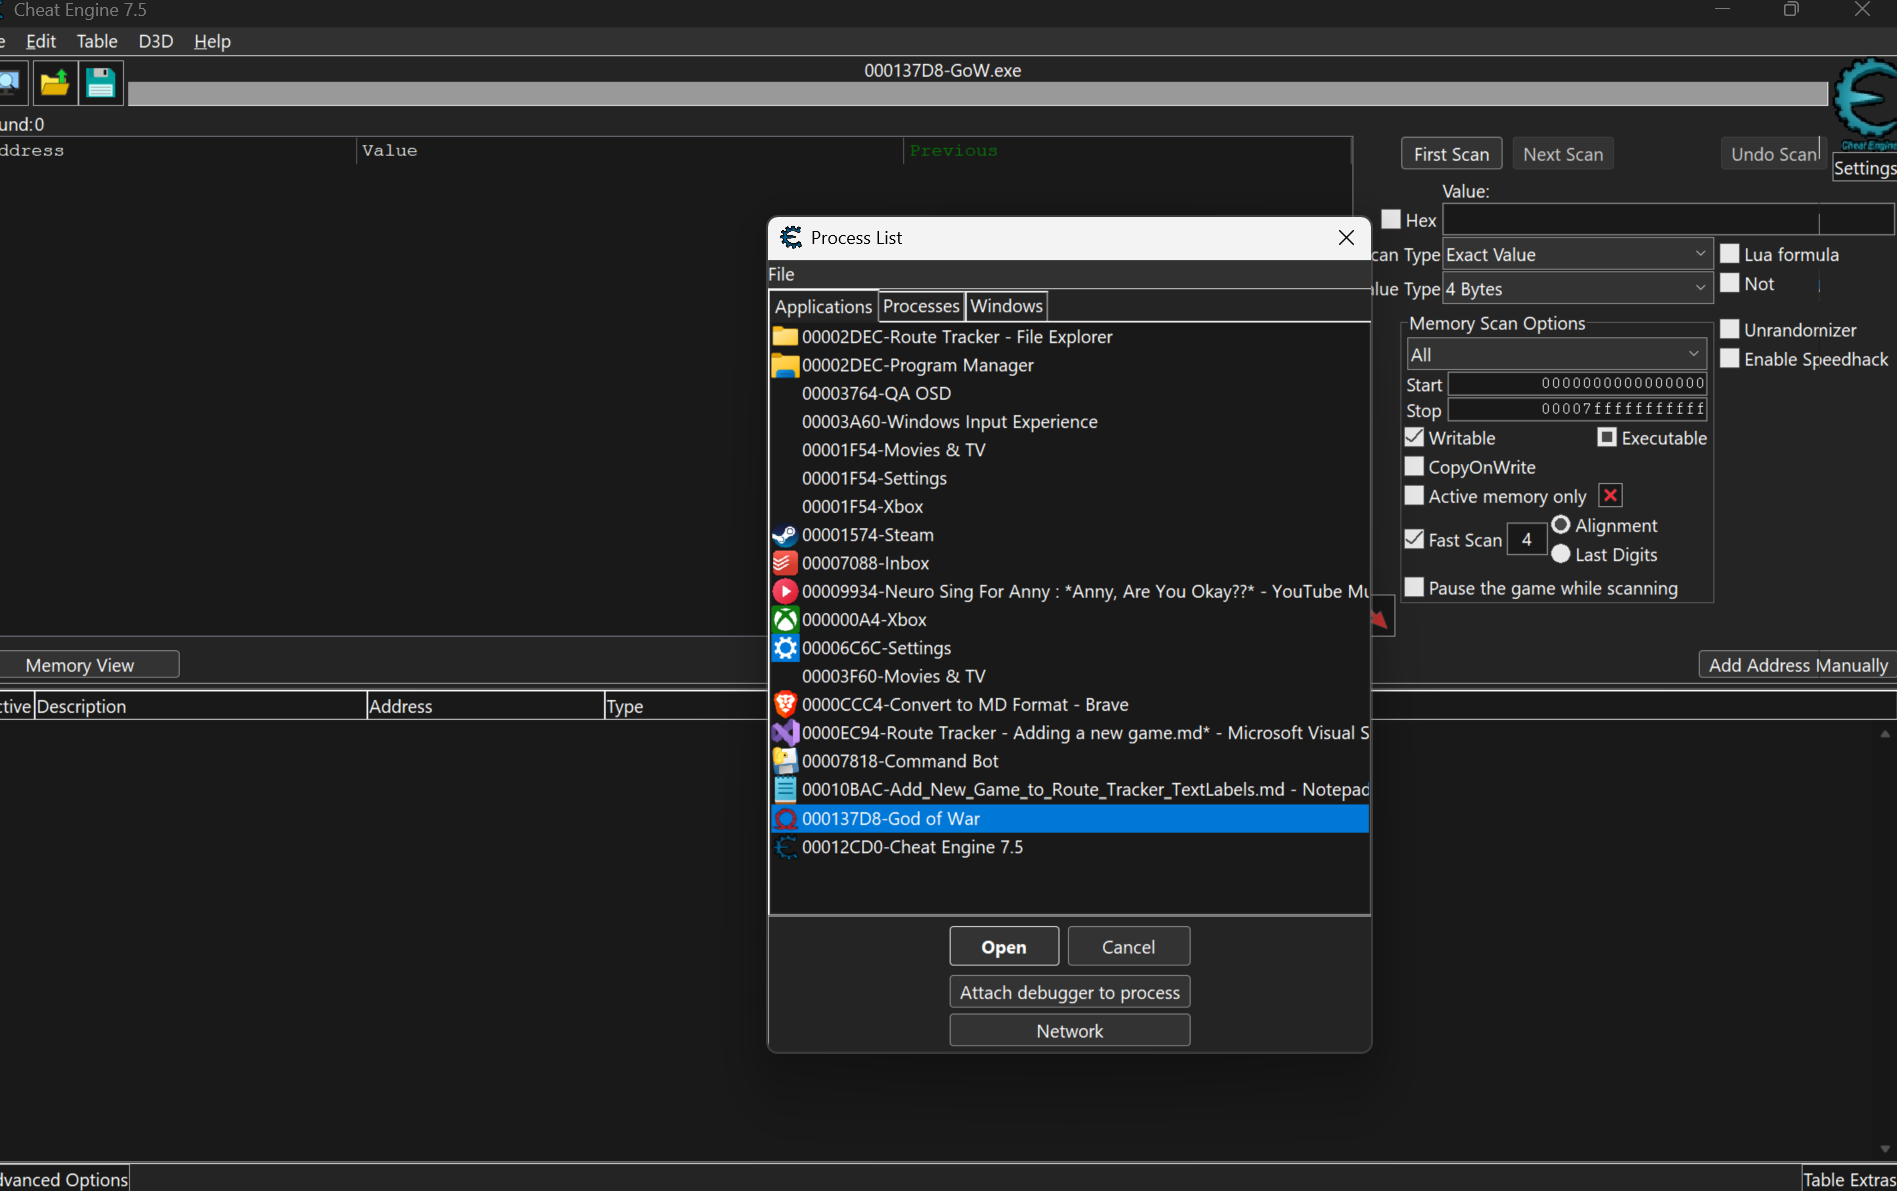 Cheat Engine 7.5
e Edit Table D3D Help
000137D8-GoW.exe
und:0
ddress Value Previous
Cheat Engine
First Scan Next Scan Undo Scan
Settings
Value:
Hex
can Type Exact Value Lua formula
lue Type 4 Bytes Not
Memory Scan Options Unrandomizer
All Enable Speedhack
Start 0000000000000000
Stop 00007fffffffffff
Writable Executable
CopyOnWrite
Active memory only
Fast Scan 4 Alignment
Last Digits
Pause the game while scanning
Process List
File
Applications Processes Windows
00002DEC-Route Tracker - File Explorer
00002DEC-Program Manager
00003764-QA OSD
00003A60-Windows Input Experience
00001F54-Movies & TV
00001F54-Settings
00001F54-Xbox
00001574-Steam
00007088-Inbox
00009934-Neuro Sing For Anny : *Anny, Are You Okay??* - YouTube Mu
000000A4-Xbox
00006C6C-Settings
00003F60-Movies & TV
0000CCC4-Convert to MD Format - Brave
0000EC94-Route Tracker - Adding a new game.md* - Microsoft Visual S
00007818-Command Bot
00010BAC-Add_New_Game_to_Route_Tracker_TextLabels.md - Notepad
000137D8-God of War
00012CD0-Cheat Engine 7.5
Open Cancel
Attach debugger to process
Network
Memory View Add Address Manually
ctive Description Address Type
dvanced Options Table Extras